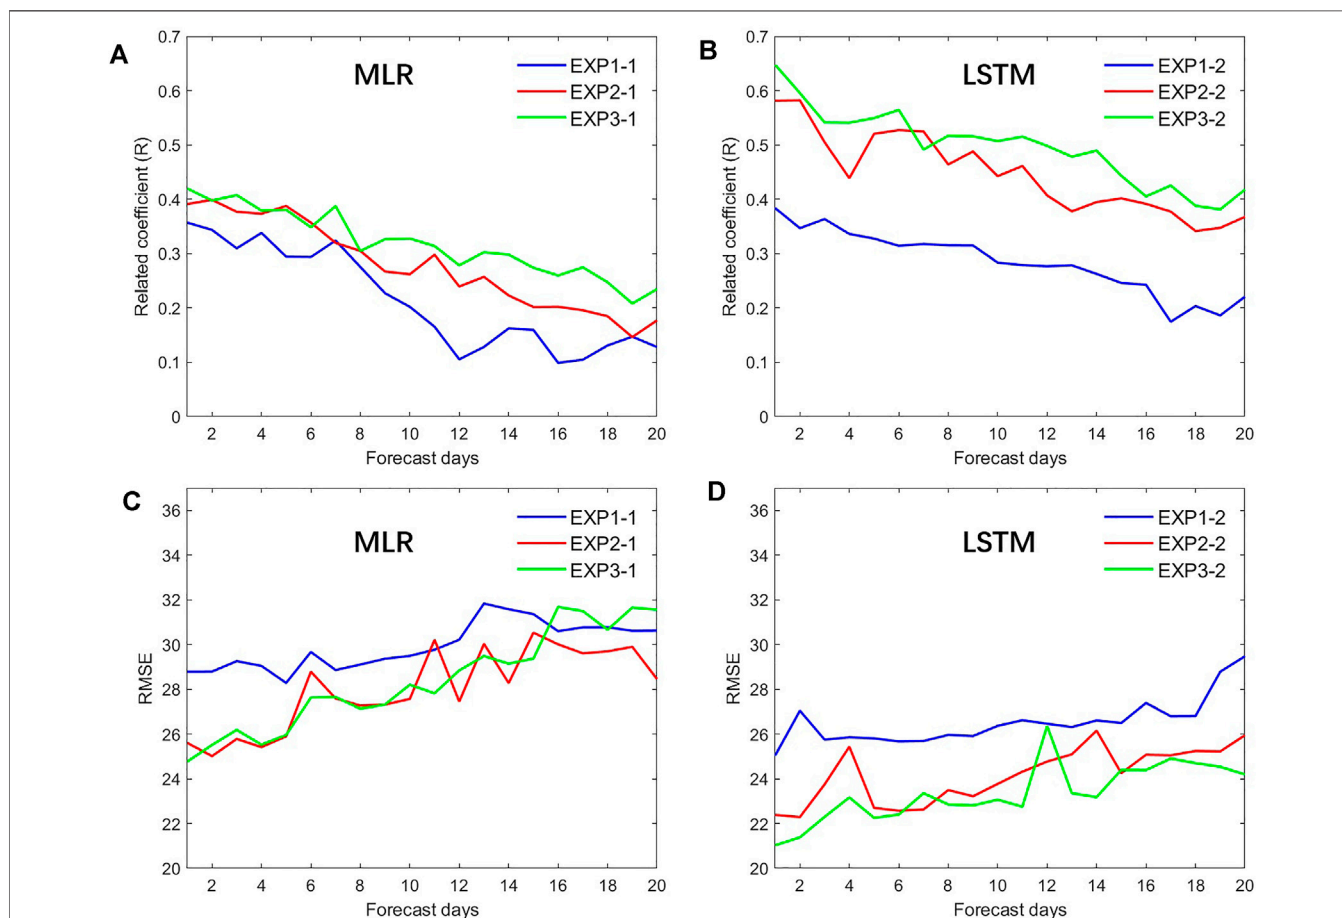 A
MLR
EXP1-1
EXP2-1
EXP3-1
Related coefficient (R)
0.7
0.6
0.5
0.4
0.3
0.2
0.1
0
2 4 6 8 10 12 14 16 18 20
Forecast days
B
LSTM
EXP1-2
EXP2-2
EXP3-2
Related coefficient (R)
0.7
0.6
0.5
0.4
0.3
0.2
0.1
0
2 4 6 8 10 12 14 16 18 20
Forecast days
C
MLR
EXP1-1
EXP2-1
EXP3-1
RMSE
36
34
32
30
28
26
24
22
20
2 4 6 8 10 12 14 16 18 20
Forecast days
D
LSTM
EXP1-2
EXP2-2
EXP3-2
RMSE
36
34
32
30
28
26
24
22
20
2 4 6 8 10 12 14 16 18 20
Forecast days